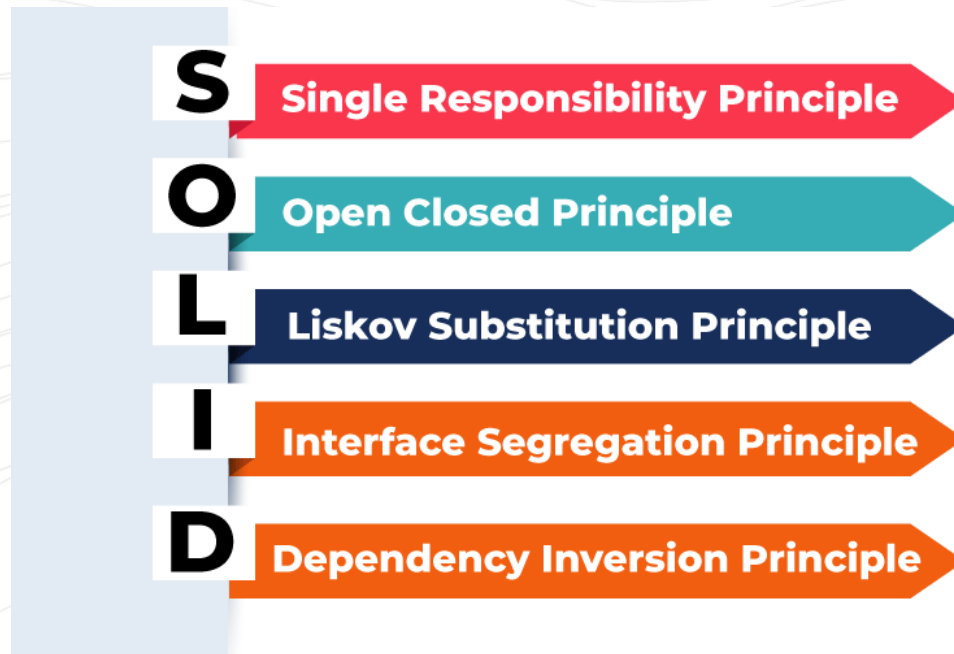 S Single Responsibility Principle
O Open Closed Principle
L Liskov Substitution Principle
I Interface Segregation Principle
D Dependency Inversion Principle